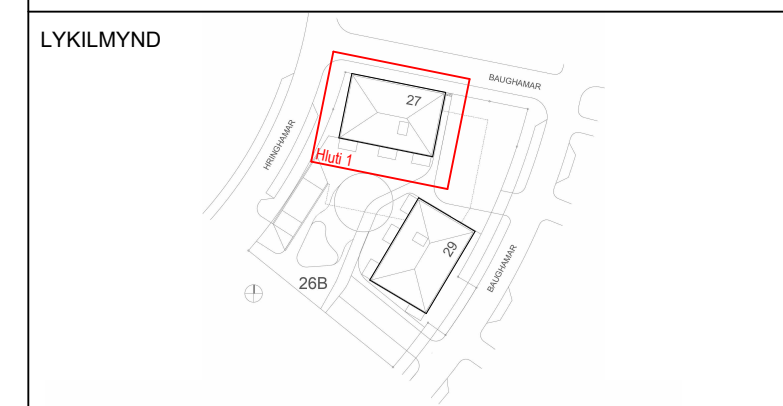 LYKILMYND
BAUGHAMAR
27
HRINGHAMAR
Hluti 1
29
BAUGHAMAR
26B